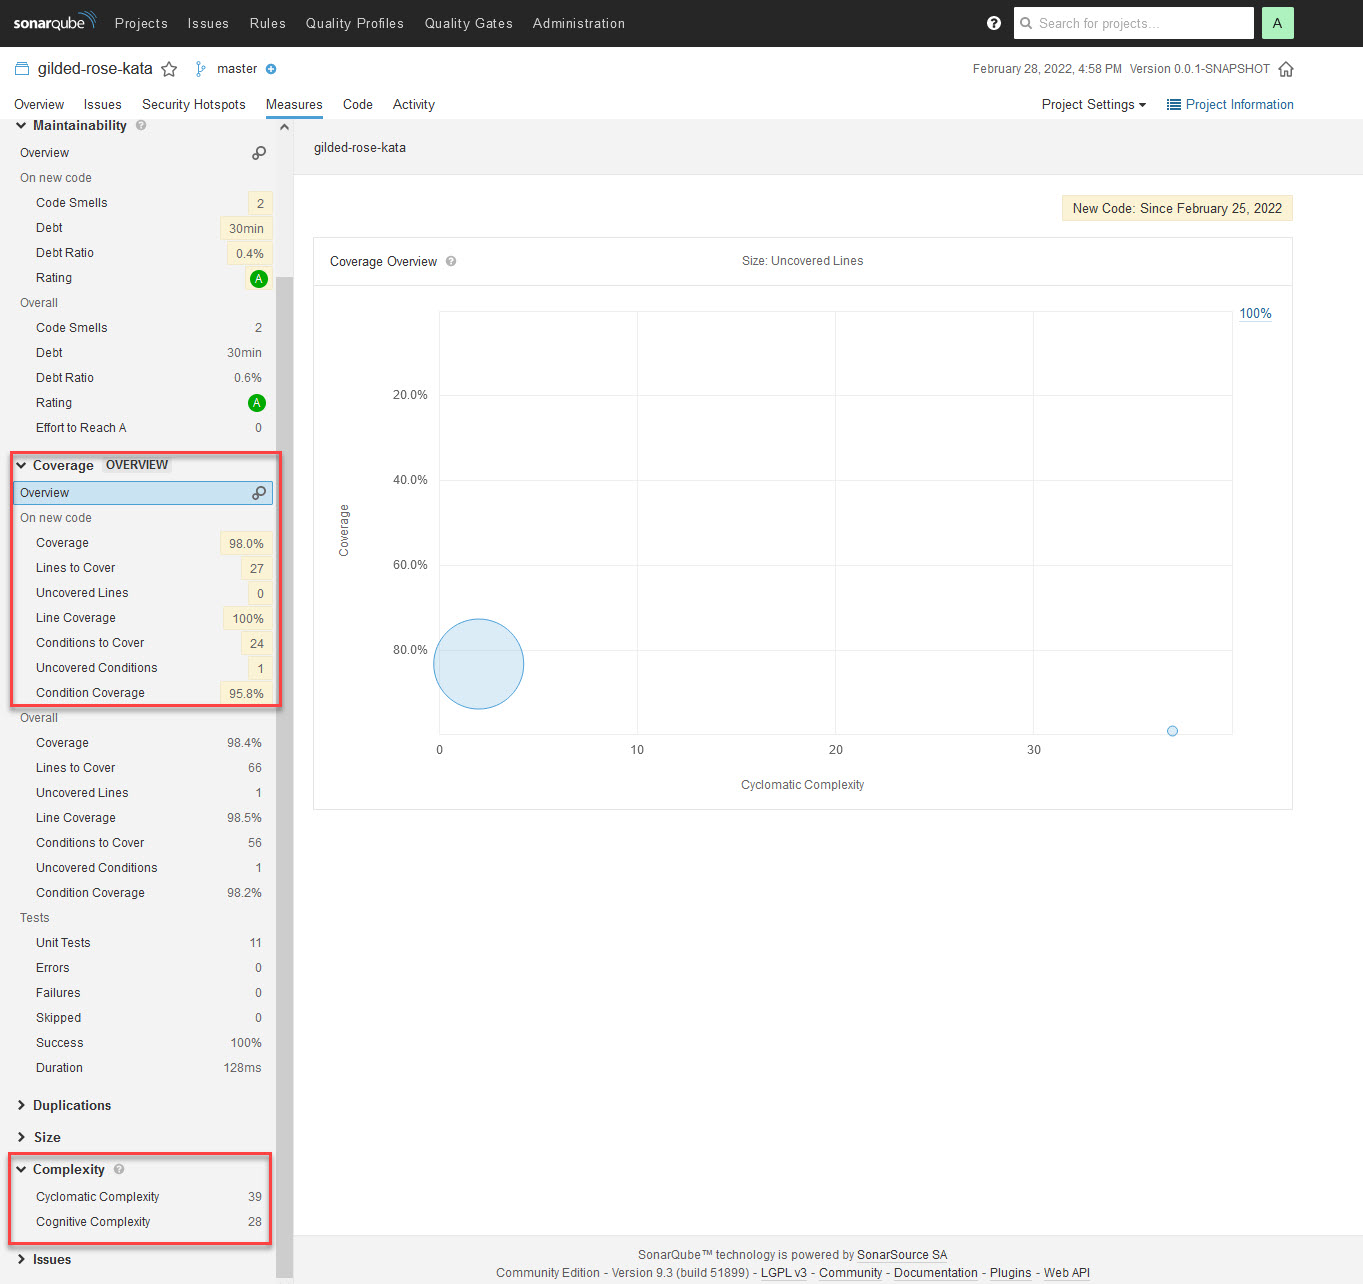 sonarqube Projects Issues Rules Quality Profiles Quality Gates Administration ? Search for projects... A
gilded-rose-kata master February 28, 2022, 4:58 PM Version 0.0.1-SNAPSHOT
Overview Issues Security Hotspots Measures Code Activity Project Settings Project Information
Maintainability ?
Overview
On new code
Code Smells 2
Debt 30min
Debt Ratio 0.4%
Rating A
Overall
Code Smells 2
Debt 30min
Debt Ratio 0.6%
Rating A
Effort to Reach A 0
Coverage OVERVIEW
Overview
On new code
Coverage 98.0%
Lines to Cover 27
Uncovered Lines 0
Line Coverage 100%
Conditions to Cover 24
Uncovered Conditions 1
Condition Coverage 95.8%
Overall
Coverage 98.4%
Lines to Cover 66
Uncovered Lines 1
Line Coverage 98.5%
Conditions to Cover 56
Uncovered Conditions 1
Condition Coverage 98.2%
Tests
Unit Tests 11
Errors 0
Failures 0
Skipped 0
Success 100%
Duration 128ms
Duplications
Size
Complexity ?
Cyclomatic Complexity 39
Cognitive Complexity 28
Issues
gilded-rose-kata
New Code: Since February 25, 2022
Coverage Overview ? Size: Uncovered Lines
100%
20.0%
40.0%
Coverage
60.0%
80.0%
0 10 20 30
Cyclomatic Complexity
SonarQube™ technology is powered by SonarSource SA
Community Edition - Version 9.3 (build 51899) - LGPL v3 - Community - Documentation - Plugins - Web API